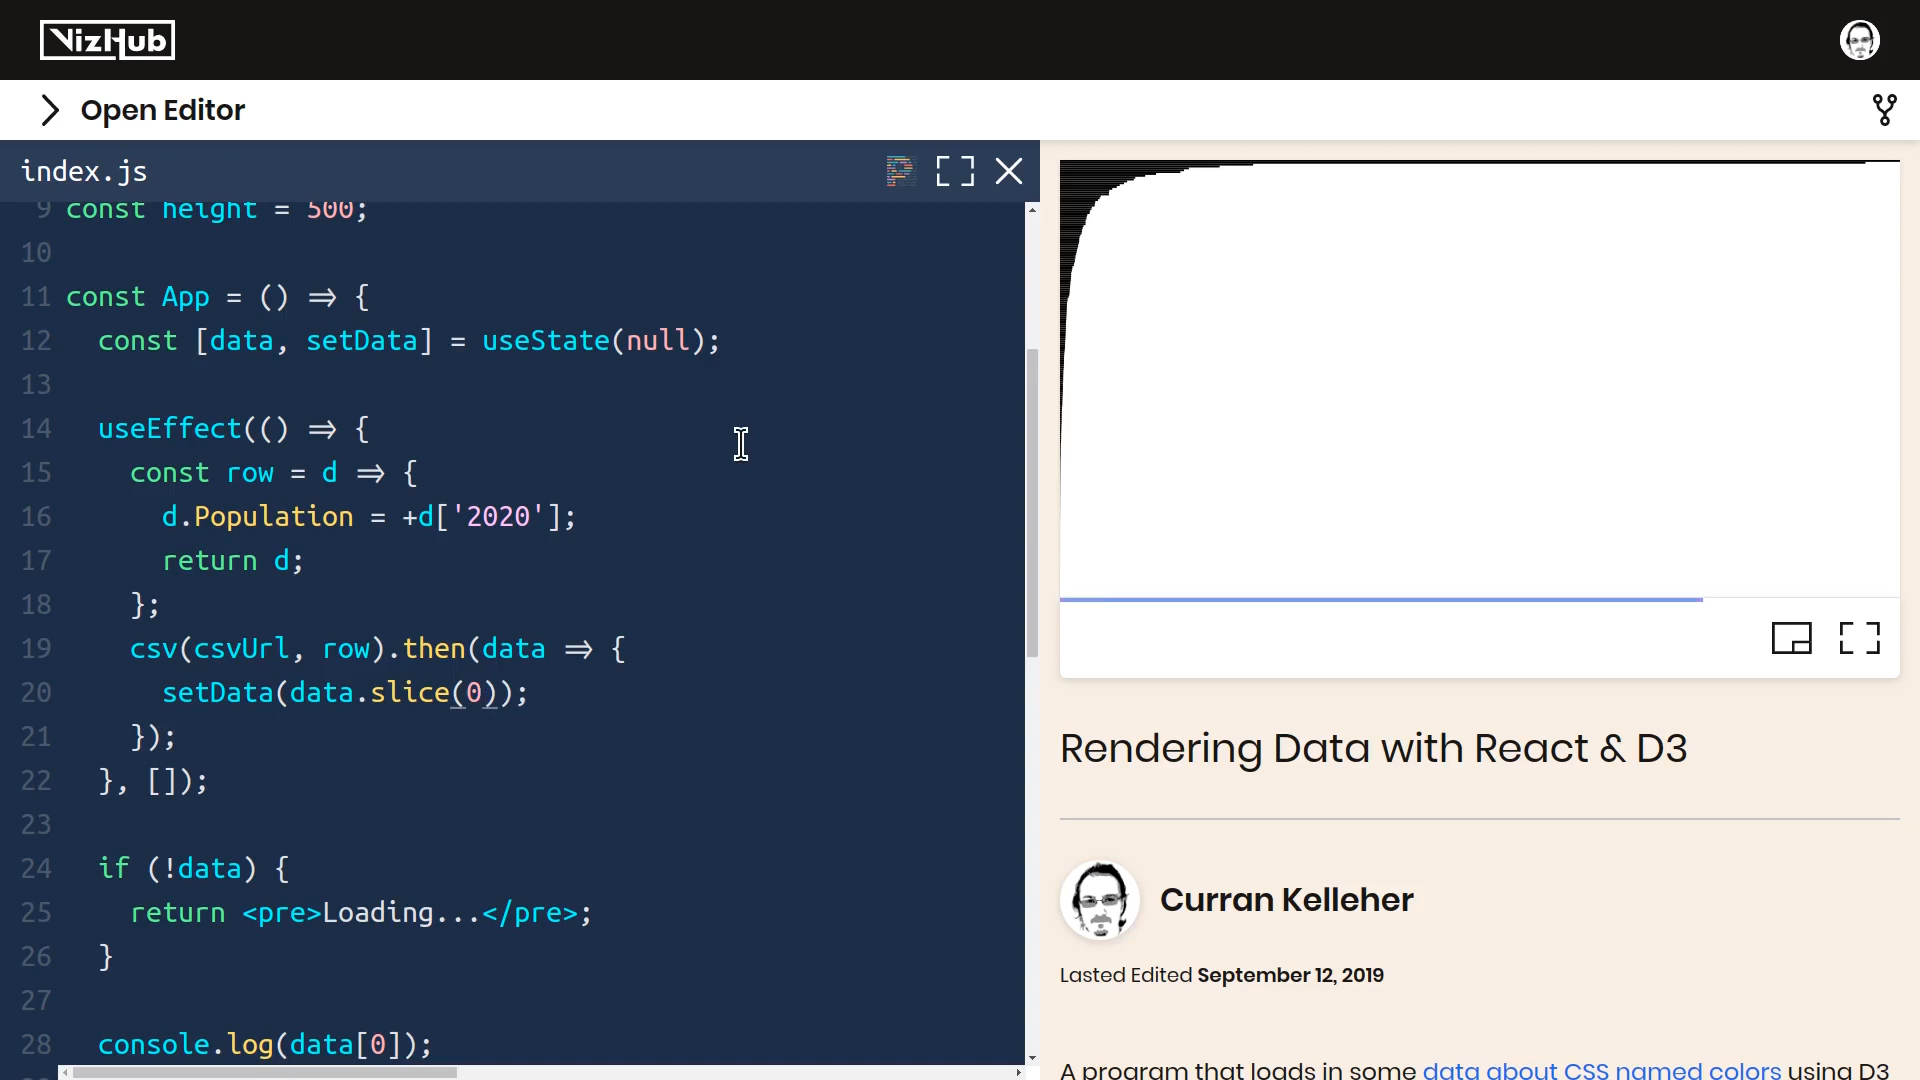 VizHub
Open Editor
index.js
9 const height = 500;
10
11 const App = () => {
12 const [data, setData] = useState(null);
13
14 useEffect(() => {
15 const row = d => {
16 d.Population = +d['2020'];
17 return d;
18 };
19 csv(csvUrl, row).then(data => {
20 setData(data.slice(0));
21 });
22 }, []);
23
24 if (!data) {
25 return <pre>Loading...</pre>;
26 }
27
28 console.log(data[0]);
Rendering Data with React & D3
Curran Kelleher
Lasted Edited September 12, 2019
A program that loads in some data about CSS named colors using D3